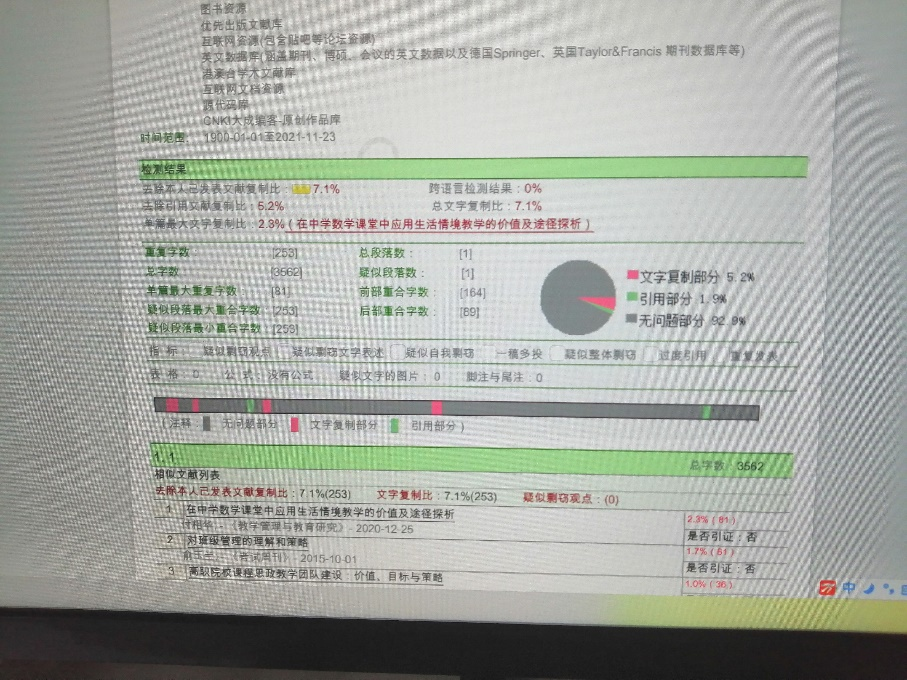 图书资源
优先出版文献库
互联网资源(包含贴吧等论坛资源)
英文数据库(涵盖期刊、博硕、会议的英文数据以及德国Springer、英国Taylor&Francis 期刊数据库等)
港澳台学术文献库
互联网文档资源
源代码库
CNKI大成编客-原创作品库
时间范围: 1900-01-01至2021-11-23
检测结果
去除本人已发表文献复制比: 7.1% 跨语言检测结果: 0%
去除引用文献复制比: 5.2% 总文字复制比: 7.1%
单篇最大文字复制比: 2.3%(在中学数学课堂中应用生活情境教学的价值及途径探析)
重复字数 [253] 总段落数: [1]
总字数: [3562] 疑似段落数: [1]
单篇最大重复字数: [81] 前部重合字数: [164]
疑似段落最大重合字数: [253] 后部重合字数: [89]
疑似段落最小重合字数: [253]
文字复制部分 5.2%
引用部分 1.9%
无问题部分 92.9%
指标: 疑似剽窃观点 疑似剽窃文字表述 疑似自我剽窃 一稿多投 疑似整体剽窃 过度引用 重复发表
表格: 0 公式: 没有公式 疑似文字的图片: 0 脚注与尾注: 0
(注释 无问题部分 文字复制部分 引用部分)
1. 1. 总字数: 3562
相似文献列表
去除本人已发表文献复制比: 7.1%(253) 文字复制比: 7.1%(253) 疑似剽窃观点: (0)
1 在中学数学课堂中应用生活情境教学的价值及途径探析 2.3%(81)
- 《教学管理与教育研究》- 2020-12-25 是否引证: 否
2 对班级管理的理解和策略 1.7%(61)
- 《考试周刊》- 2015-10-01 是否引证: 否
3 高职院校课程思政教学团队建设: 价值、目标与策略 1.0%(36)
中